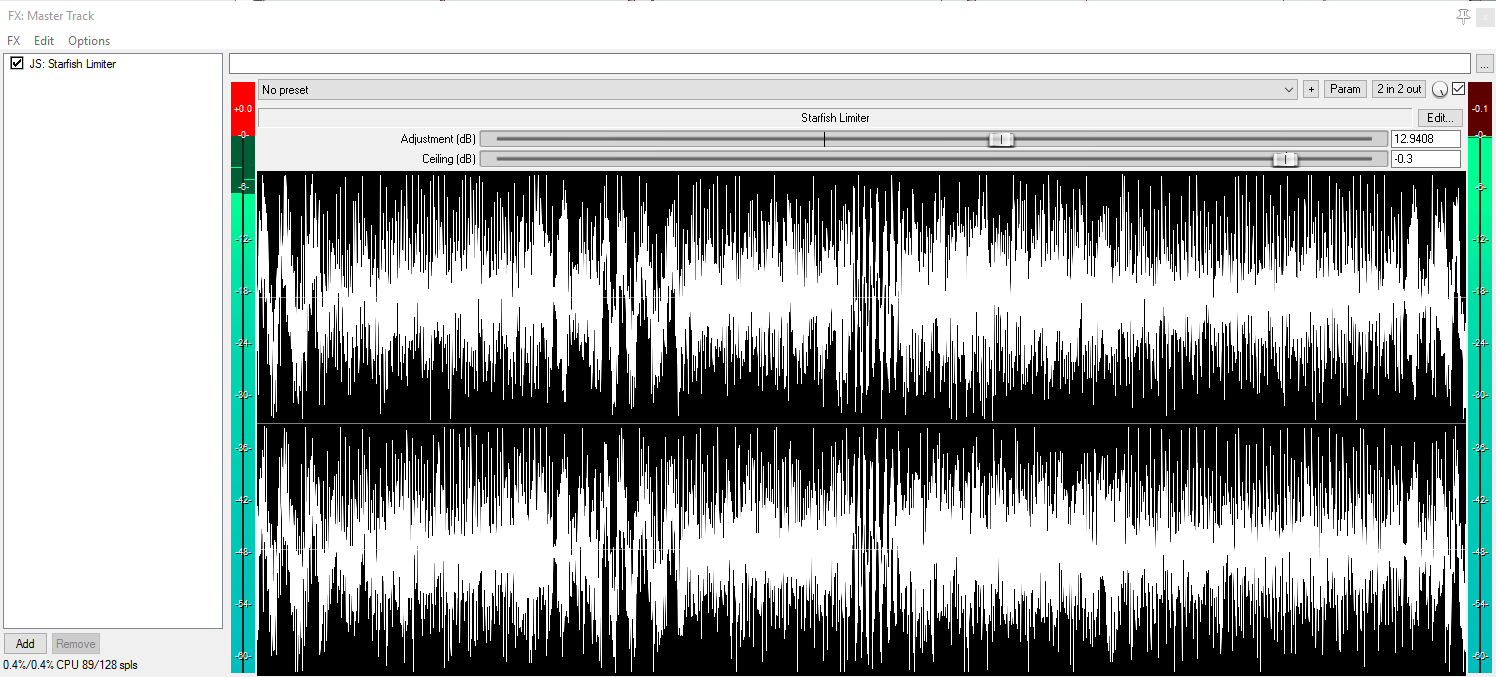 FX: Master Track
FX Edit Options
JS: Starfish Limiter
...
No preset + Param 2 in 2 out
+0.0 -0.1
Starfish Limiter Edit...
-0- -0-
Adjustment (dB) 12.9408
Ceiling (dB) -0.3
-6- -6-
-12- -12-
-18- -18-
-24- -24-
-30- -30-
-36- -36-
-42- -42-
-48- -48-
-54- -54-
-60- -60-
Add Remove
0.4%/0.4% CPU 89/128 spls